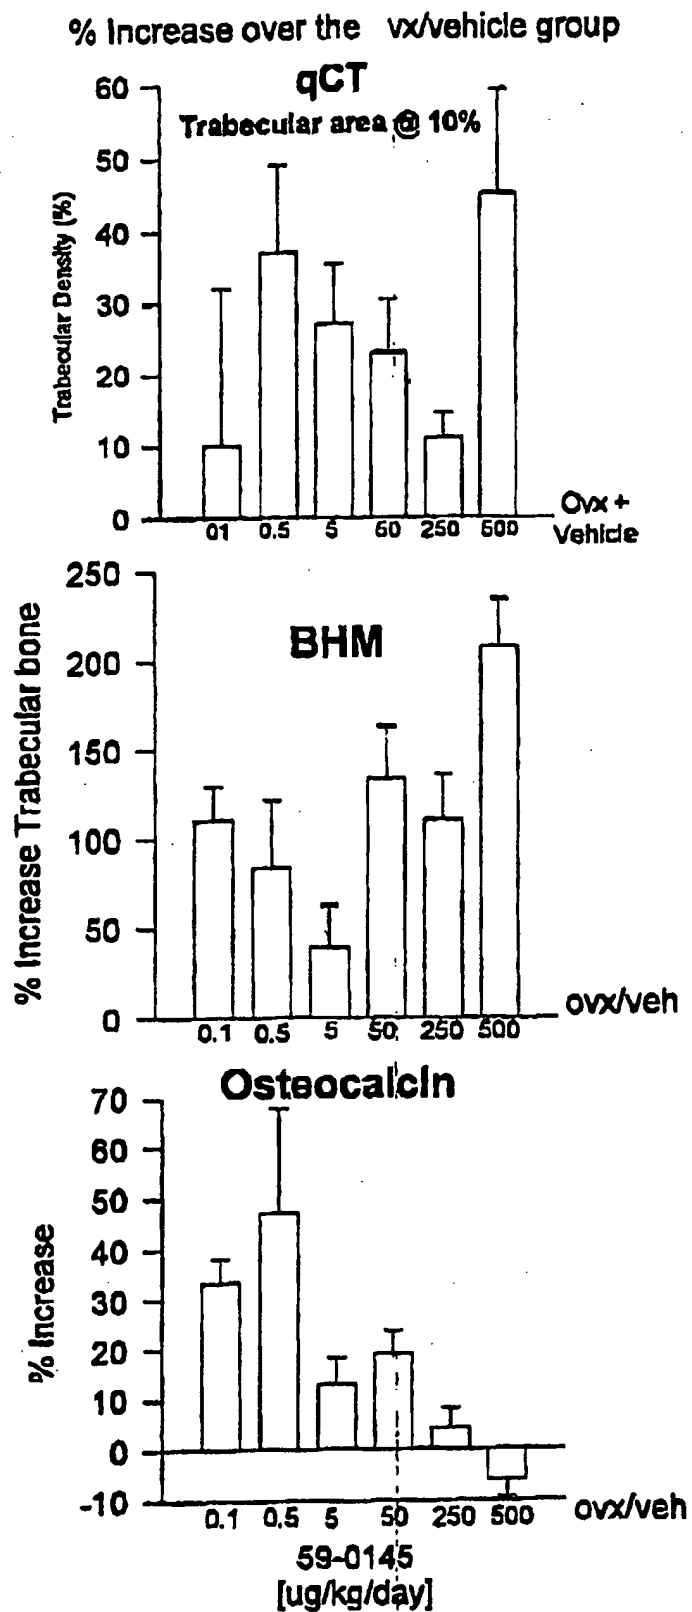 % Increase over the vx/vehicle group
qCT
Trabecular area @ 10%
Trabecular Density (%)
60
50
40
30
20
10
0
01 0.5 5 50 250 500
Ovx +
Vehicle
BHM
% Increase Trabecular bone
250
200
150
100
50
0
0.1 0.5 5 50 250 500
ovx/veh
Osteocalcin
% Increase
70
60
50
40
30
20
10
0
-10
0.1 0.5 5 50 250 500
ovx/veh
59-0145
[ug/kg/day]